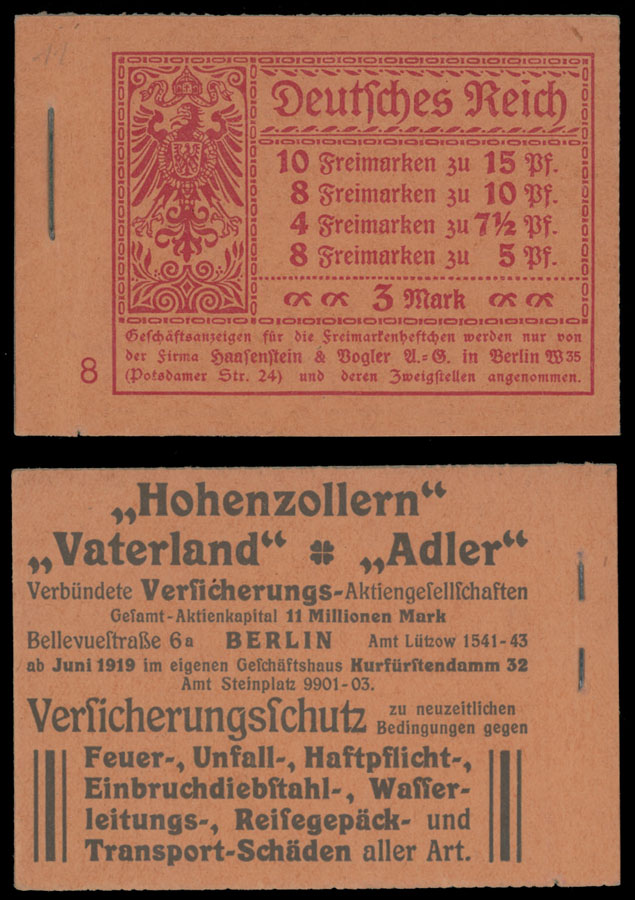 Deutſches Reich
10 Freimarken zu 15 Pf.
8 Freimarken zu 10 Pf.
4 Freimarken zu 7½ Pf.
8 Freimarken zu 5 Pf.
3 Mark
Geſchäftsanzeigen für die Freimarkenheftchen werden nur von
der Firma Haaſenſtein & Vogler A.=G. in Berlin W35
(Potsdamer Str. 24) und deren Zweigſtellen angenommen.
8
„Hohenzollern“
„Vaterland“ „Adler“
Verbündete Verſicherungs-Aktiengeſellſchaften
Geſamt-Aktienkapital 11 Millionen Mark
Bellevueſtraße 6a BERLIN Amt Lützow 1541-43
ab Juni 1919 im eigenen Geſchäftshaus Kurfürſtendamm 32
Amt Steinplatz 9901-03.
Verſicherungsſchutz zu neuzeitlichen
Bedingungen gegen
Feuer-, Unfall-, Haftpflicht-,
Einbruchdiebſtahl-, Waſſer-
leitungs-, Reiſegepäck- und
Transport-Schäden aller Art.